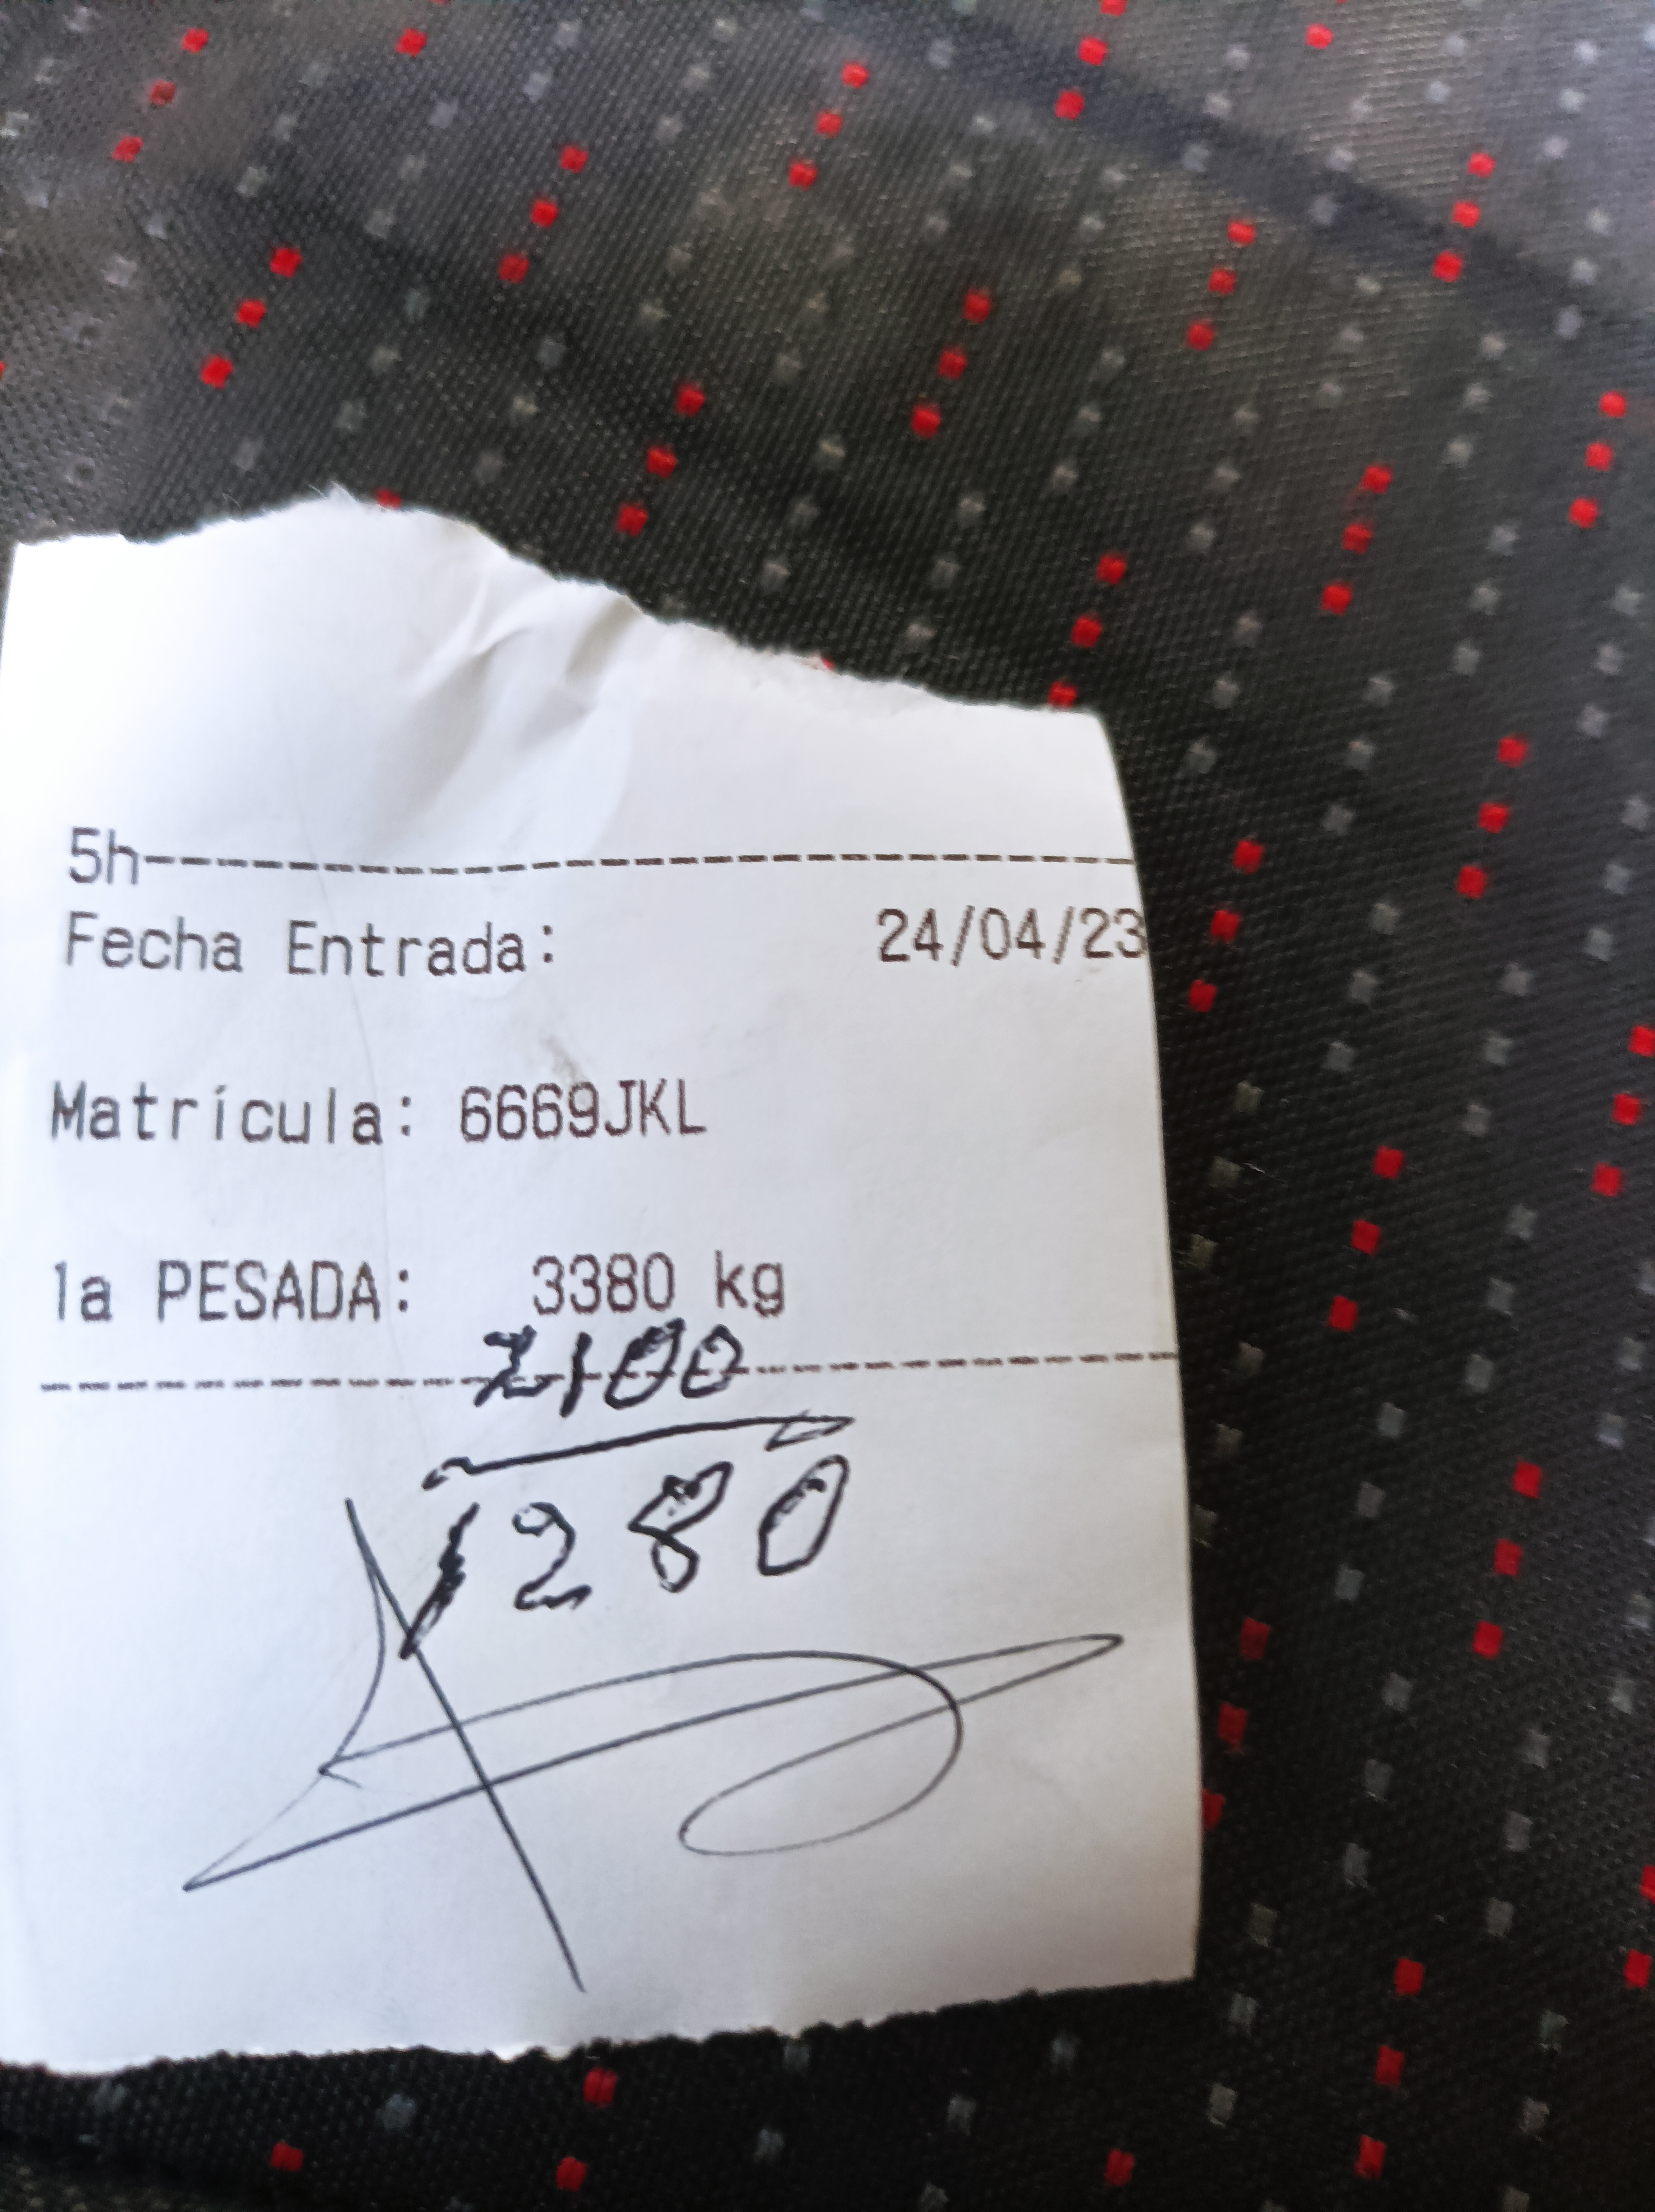 5h--------------------------------
Fecha Entrada: 24/04/23
Matrícula: 6669JKL
1a PESADA: 3380 kg
2100
1280